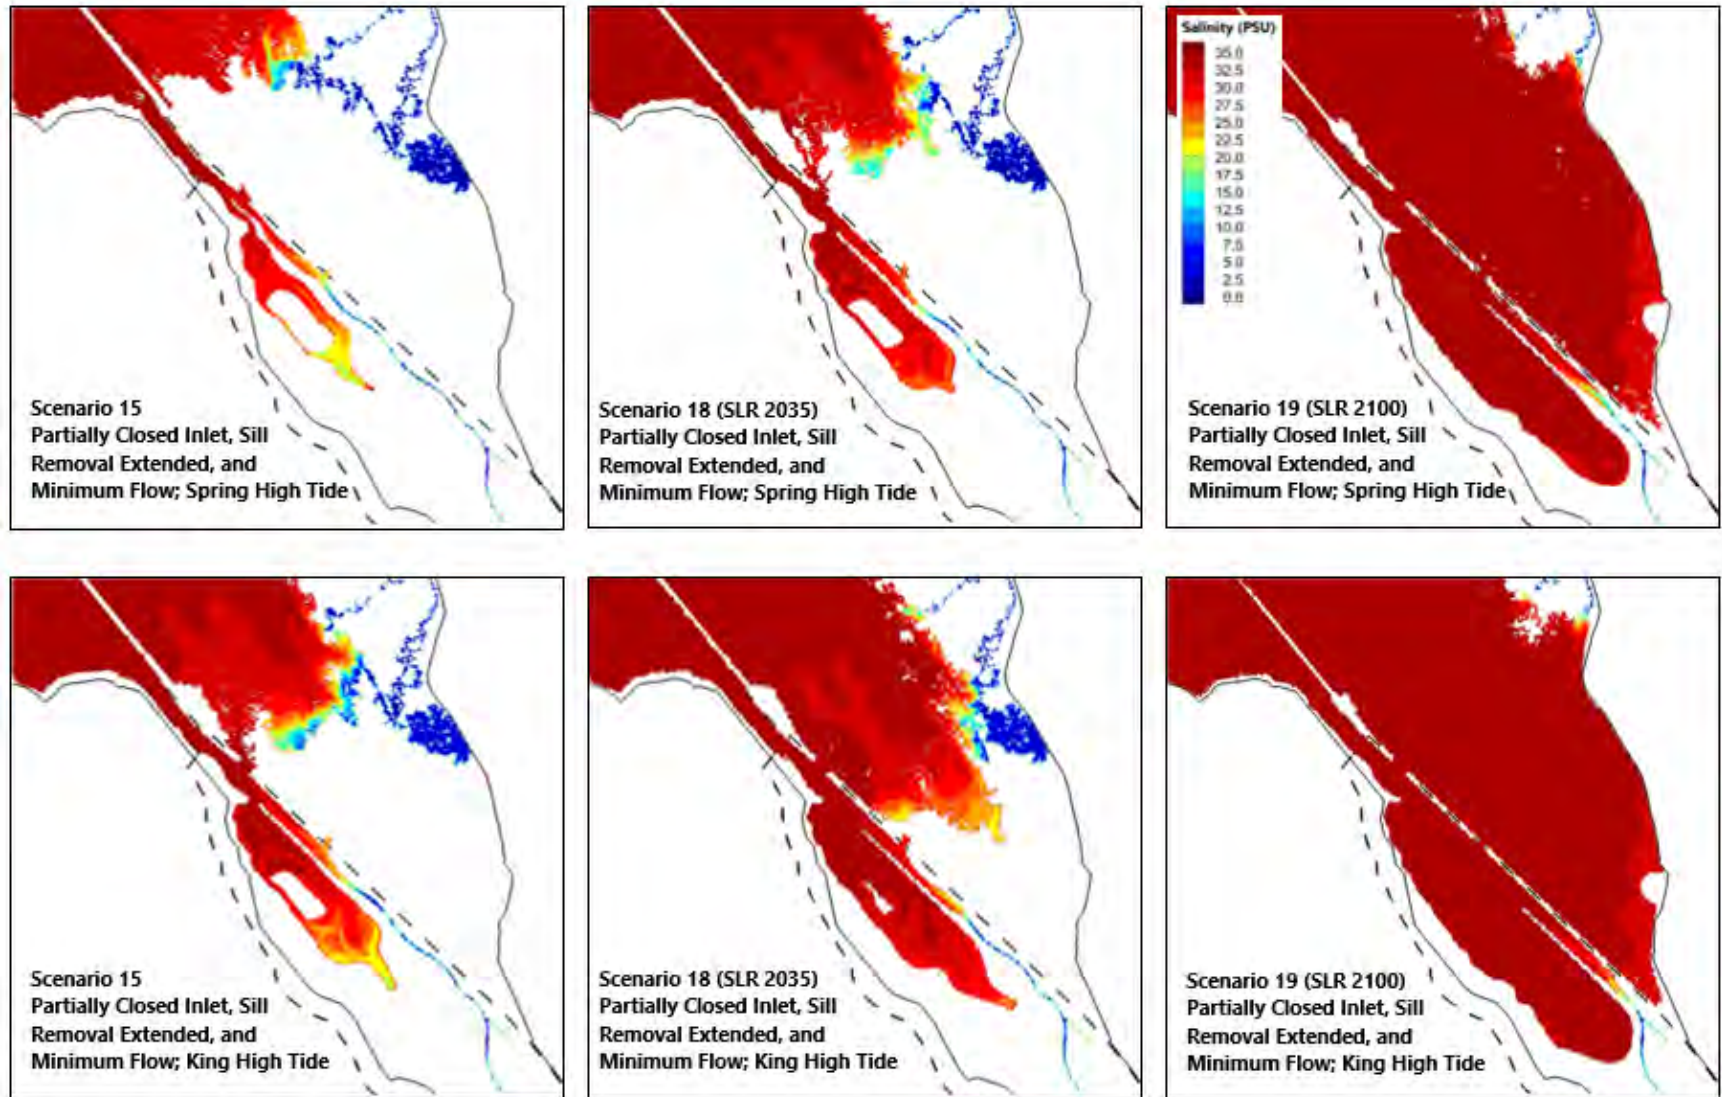 Salinity (PSU)
35.0
32.5
30.0
27.5
25.0
22.5
20.0
17.5
15.0
12.5
10.0
7.5
5.0
2.5
0.0
Scenario 15
Partially Closed Inlet, Sill
Removal Extended, and
Minimum Flow; Spring High Tide
Scenario 18 (SLR 2035)
Partially Closed Inlet, Sill
Removal Extended, and
Minimum Flow; Spring High Tide
Scenario 19 (SLR 2100)
Partially Closed Inlet, Sill
Removal Extended, and
Minimum Flow; Spring High Tide
Scenario 15
Partially Closed Inlet, Sill
Removal Extended, and
Minimum Flow; King High Tide
Scenario 18 (SLR 2035)
Partially Closed Inlet, Sill
Removal Extended, and
Minimum Flow; King High Tide
Scenario 19 (SLR 2100)
Partially Closed Inlet, Sill
Removal Extended, and
Minimum Flow; King High Tide